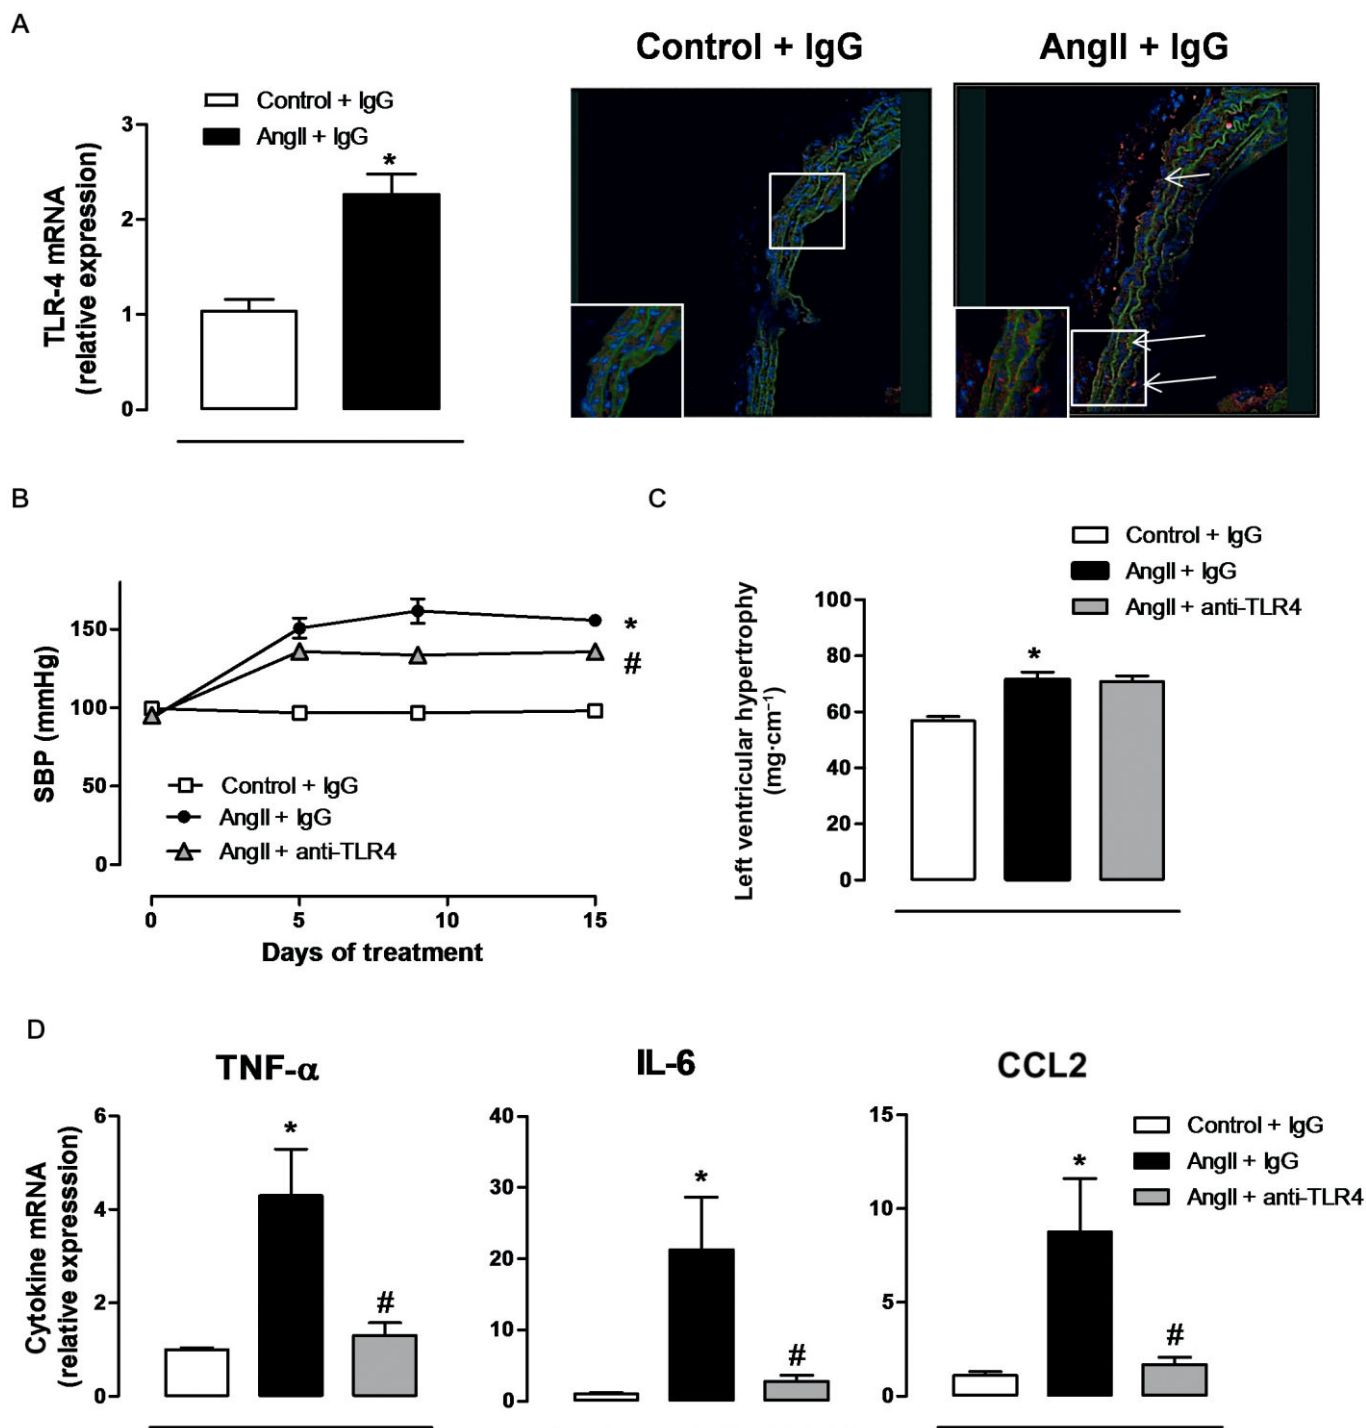 A
Control + IgG
AngII + IgG
Control + IgG
AngII + IgG
3
2
1
0
*
TLR-4 mRNA
(relative expression)
B
150
100
50
0
SBP (mmHg)
*
#
Control + IgG
AngII + IgG
AngII + anti-TLR4
0 5 10 15
Days of treatment
C
Control + IgG
AngII + IgG
AngII + anti-TLR4
100
80
60
40
20
0
*
Left ventricular hypertrophy
(mg·cm⁻¹)
D
TNF-α
6
4
2
0
*
#
Cytokine mRNA
(relative expresssion)
IL-6
40
30
20
10
0
*
#
CCL2
15
10
5
0
*
#
Control + IgG
AngII + IgG
AngII + anti-TLR4